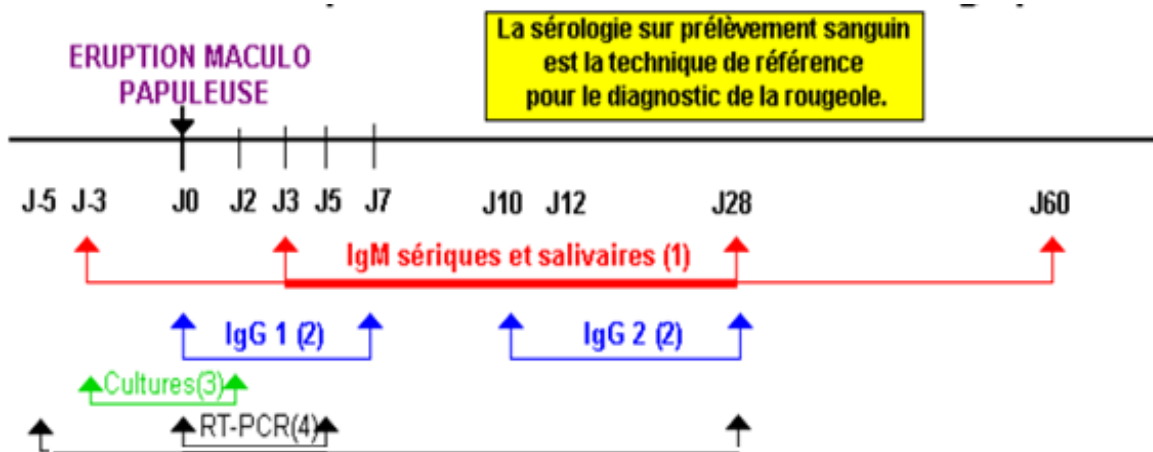 La sérologie sur prélèvement sanguin
est la technique de référence
pour le diagnostic de la rougeole.
ERUPTION MACULO
PAPULEUSE
J-5 J-3 J0 J2 J3 J5 J7 J10 J12 J28 J60
IgM sériques et salivaires (1)
IgG 1 (2) IgG 2 (2)
Cultures(3)
RT-PCR(4)